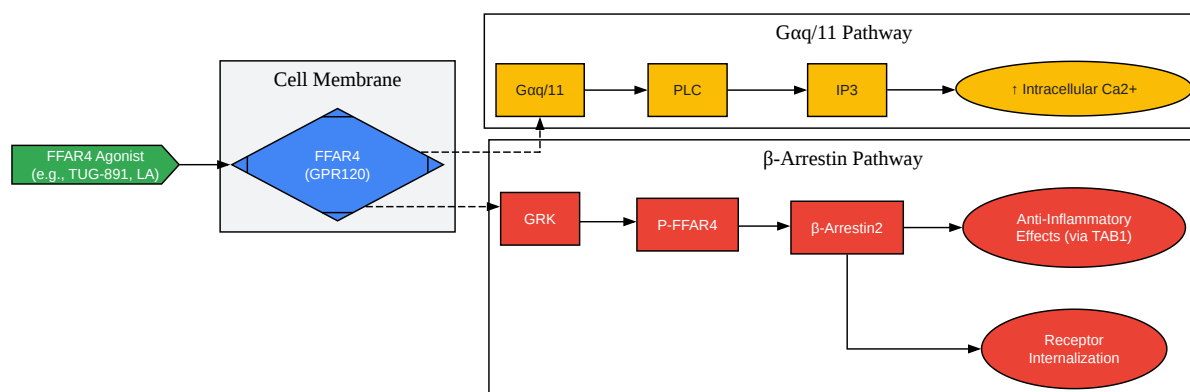 Gαq/11 Pathway
Cell Membrane
Gαq/11
PLC
IP3
↑ Intracellular Ca2+
β-Arrestin Pathway
FFAR4 Agonist
(e.g., TUG-891, LA)
FFAR4
(GPR120)
GRK
P-FFAR4
β-Arrestin2
Anti-Inflammatory
Effects (via TAB1)
Receptor
Internalization